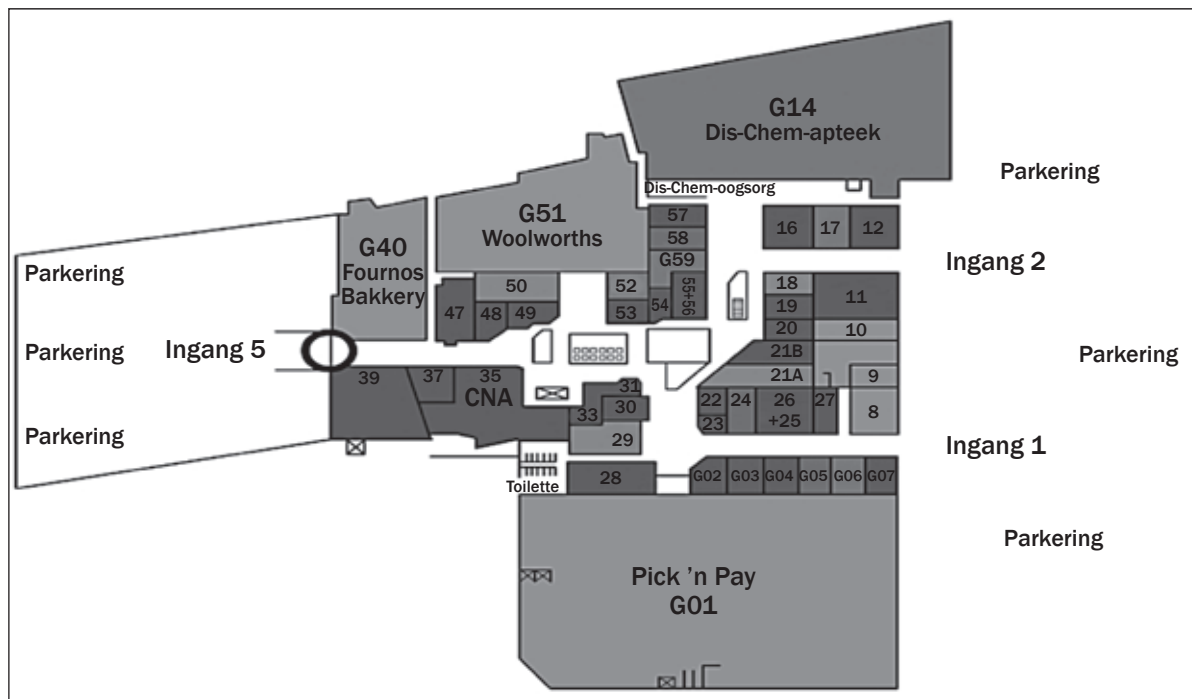 G14
Dis-Chem-apteek
Parkering
Dis-Chem-oogsorg
G51
Woolworths
57
58
G59
16
17
12
Ingang 2
G40
Fournos
Bakkery
Parkering
50
52
47
48
49
53
54
55+56
18
19
11
20
10
Ingang 5
Parkering
21B
Parkering
39
37
35
CNA
31
21A
9
33
30
22
24
26
+25
27
8
23
Parkering
29
Ingang 1
Toilette
28
G02
G03
G04
G05
G06
G07
Parkering
Pick ’n Pay
G01